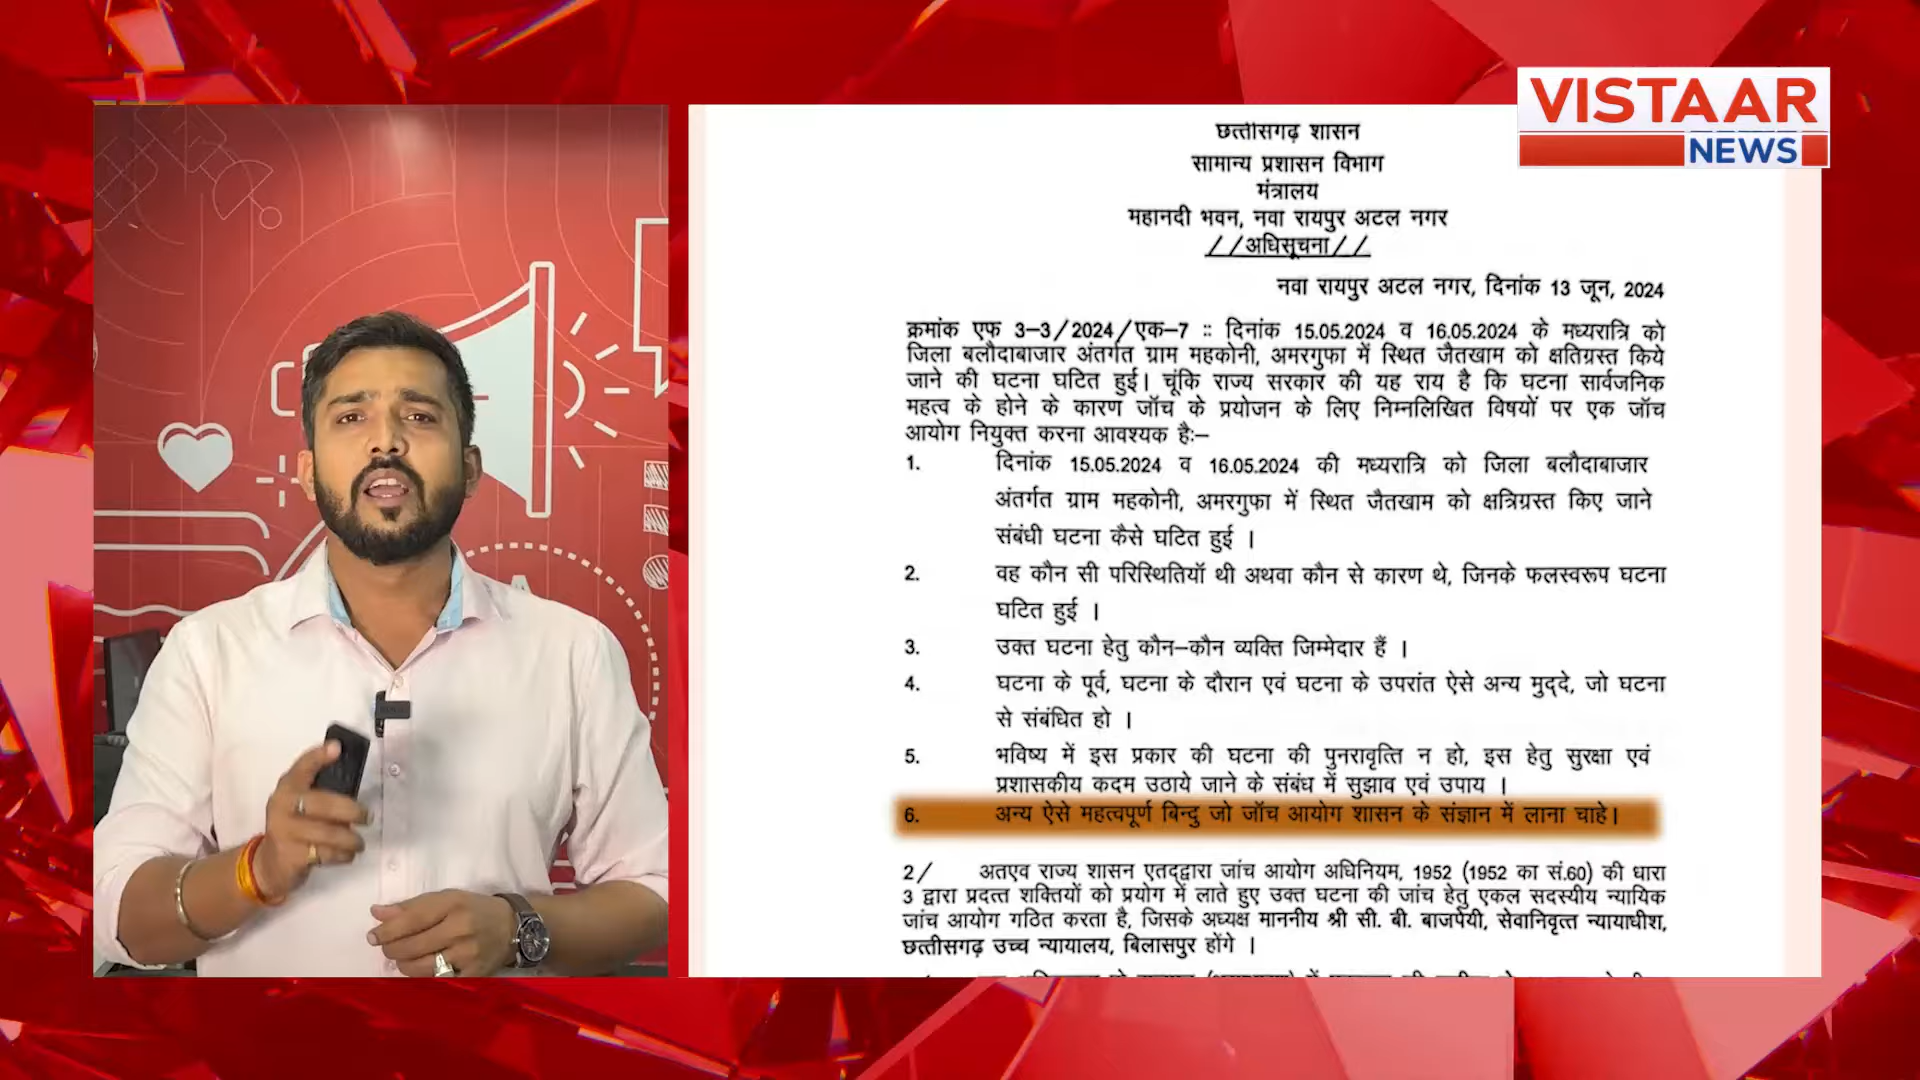 VISTAAR
NEWS
छत्तीसगढ़ शासन
सामान्य प्रशासन विभाग
मंत्रालय
महानदी भवन, नवा रायपुर अटल नगर
//अधिसूचना//
नवा रायपुर अटल नगर, दिनांक 13 जून, 2024
क्रमांक एफ 3–3/2024/एक-7 :: दिनांक 15.05.2024 व 16.05.2024 के मध्यरात्रि को
जिला बलौदाबाजार अंतर्गत ग्राम महकोनी, अमरगुफा में स्थित जैतखाम को क्षतिग्रस्त किये
जाने की घटना घटित हुई। चूंकि राज्य सरकार की यह राय है कि घटना सार्वजनिक
महत्व के होने के कारण जॉच के प्रयोजन के लिए निम्नलिखित विषयों पर एक जॉच
आयोग नियुक्त करना आवश्यक हैः–
1. दिनांक 15.05.2024 व 16.05.2024 की मध्यरात्रि को जिला बलौदाबाजार
अंतर्गत ग्राम महकोनी, अमरगुफा में स्थित जैतखाम को क्षत्रिग्रस्त किए जाने
संबंधी घटना कैसे घटित हुई ।
2. वह कौन सी परिस्थितियॉ थी अथवा कौन से कारण थे, जिनके फलस्वरूप घटना
घटित हुई ।
3. उक्त घटना हेतु कौन–कौन व्यक्ति जिम्मेदार हैं ।
4. घटना के पूर्व, घटना के दौरान एवं घटना के उपरांत ऐसे अन्य मुद्दे, जो घटना
से संबंधित हो ।
5. भविष्य में इस प्रकार की घटना की पुनरावृत्ति न हो, इस हेतु सुरक्षा एवं
प्रशासकीय कदम उठाये जाने के संबंध में सुझाव एवं उपाय ।
6. अन्य ऐसे महत्वपूर्ण बिन्दु जो जॉच आयोग शासन के संज्ञान में लाना चाहे।
2/ अतएव राज्य शासन एतद्द्वारा जांच आयोग अधिनियम, 1952 (1952 का सं.60) की धारा
3 द्वारा प्रदत्त शक्तियों को प्रयोग में लाते हुए उक्त घटना की जांच हेतु एकल सदस्यीय न्यायिक
जांच आयोग गठित करता है, जिसके अध्यक्ष माननीय श्री सी. बी. बाजपेयी, सेवानिवृत्त न्यायाधीश,
छत्तीसगढ़ उच्च न्यायालय, बिलासपुर होंगे ।